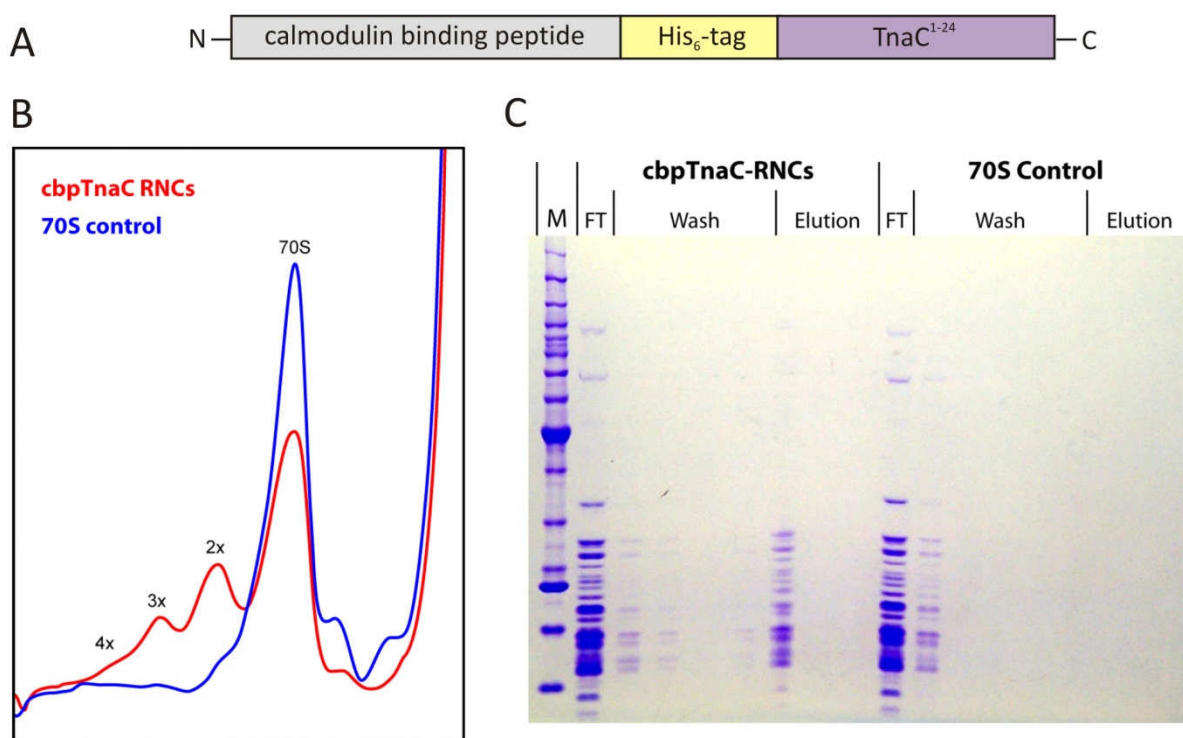 A
N
calmodulin binding peptide
His₆-tag
TnaC¹⁻²⁴
C
B
cbpTnaC RNCs
70S control
70S
2x
3x
4x
C
cbpTnaC-RNCs
70S Control
M
FT
Wash
Elution
FT
Wash
Elution